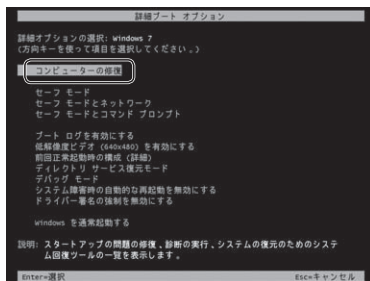 詳細ブート オプション
詳細オプションの選択: Windows 7
(方向キーを使って項目を選択してください。)
コンピューターの修復
セーフ モード
セーフ モードとネットワーク
セーフ モードとコマンド プロンプト
ブート ログを有効にする
低解像度ビデオ (640x480) を有効にする
前回正常起動時の構成 (詳細)
ディレクトリ サービス復元モード
デバッグ モード
システム障害時の自動的な再起動を無効にする
ドライバー署名の強制を無効にする
Windows を通常起動する
説明: スタートアップの問題の修復、診断の実行、システムの復元のためのシステ
ム回復ツールの一覧を表示します。
Enter=選択 Esc=キャンセル